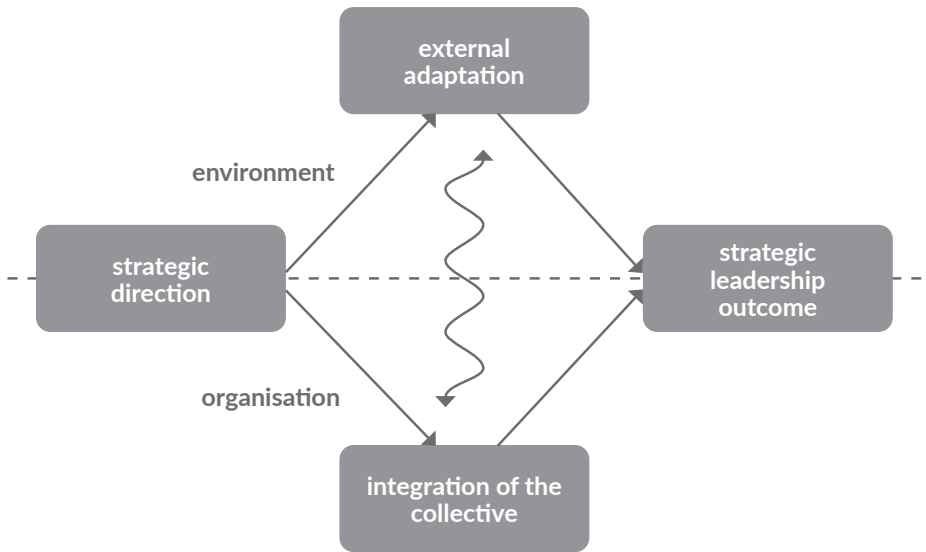 external
adaptation
environment
strategic
direction
strategic
leadership
outcome
organisation
integration of the
collective